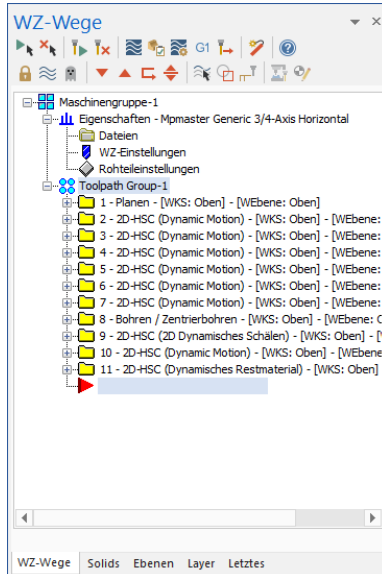 WZ-Wege
G1
Maschinengruppe-1
Eigenschaften - Mpmaster Generic 3/4-Axis Horizontal
Dateien
WZ-Einstellungen
Rohteileinstellungen
Toolpath Group-1
1 - Planen - [WKS: Oben] - [WEbene: Oben]
2 - 2D-HSC (Dynamic Motion) - [WKS: Oben] - [WEbene:
3 - 2D-HSC (Dynamic Motion) - [WKS: Oben] - [WEbene:
4 - 2D-HSC (Dynamic Motion) - [WKS: Oben] - [WEbene:
5 - 2D-HSC (Dynamic Motion) - [WKS: Oben] - [WEbene:
6 - 2D-HSC (Dynamic Motion) - [WKS: Oben] - [WEbene:
7 - 2D-HSC (Dynamic Motion) - [WKS: Oben] - [WEbene:
8 - Bohren / Zentrierbohren - [WKS: Oben] - [WEbene:
9 - 2D-HSC (2D Dynamisches Schälen) - [WKS: Oben] - [
10 - 2D-HSC (Dynamic Motion) - [WKS: Oben] - [WEbene
11 - 2D-HSC (Dynamisches Restmaterial) - [WKS: Oben]
WZ-Wege Solids Ebenen Layer Letztes